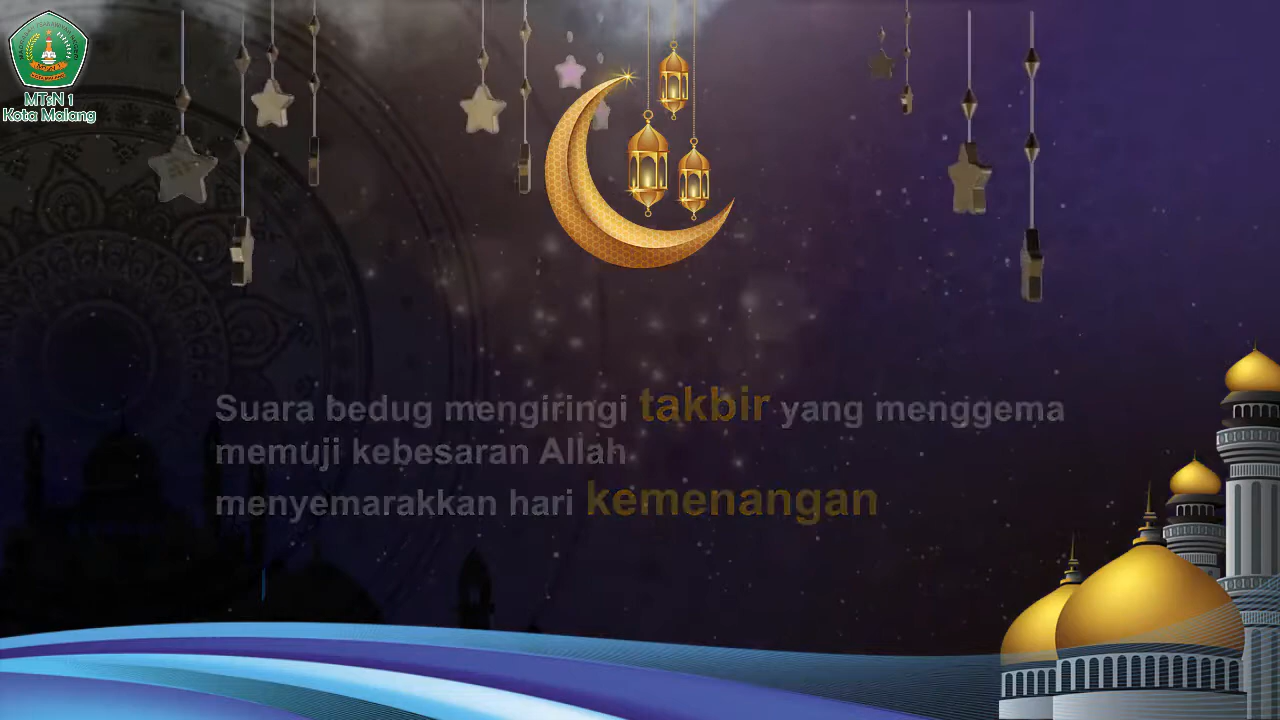 MTsN 1
Kota Malang
Suara bedug mengiringi takbir yang menggema
memuji kebesaran Allah
menyemarakkan hari kemenangan